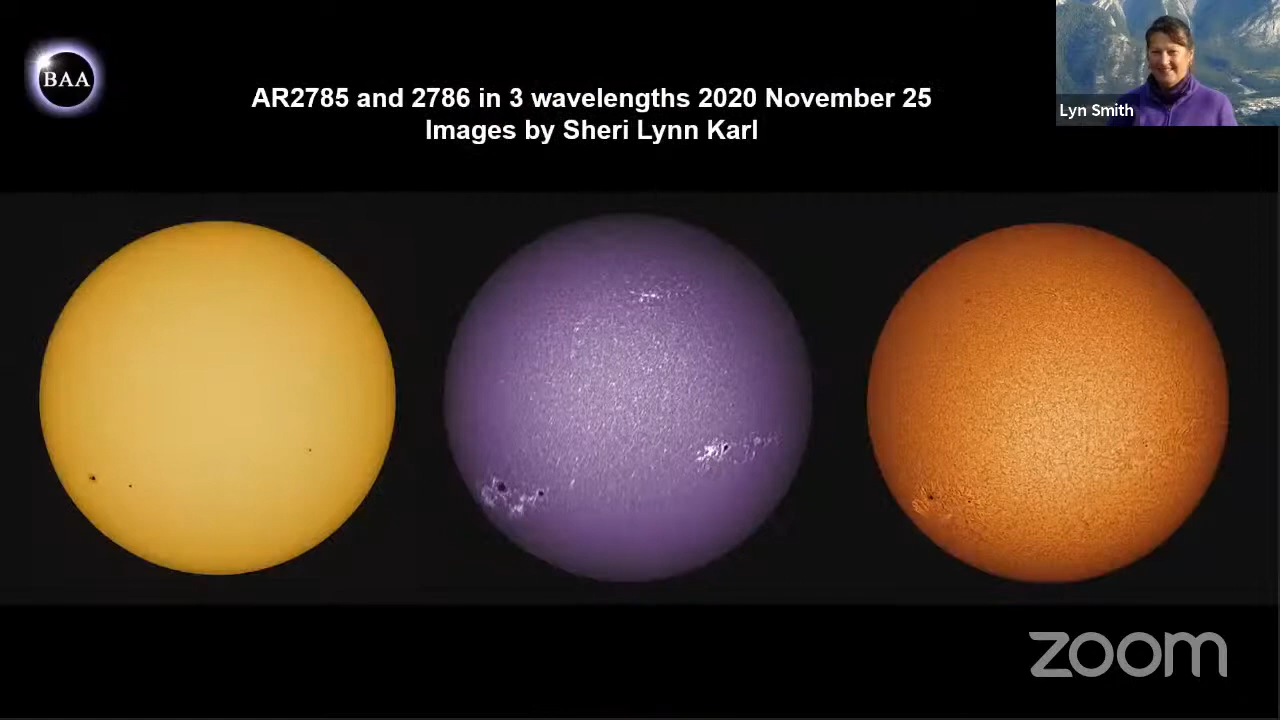 BAA
AR2785 and 2786 in 3 wavelengths 2020 November 25
Images by Sheri Lynn Karl
Lyn Smith
zoom